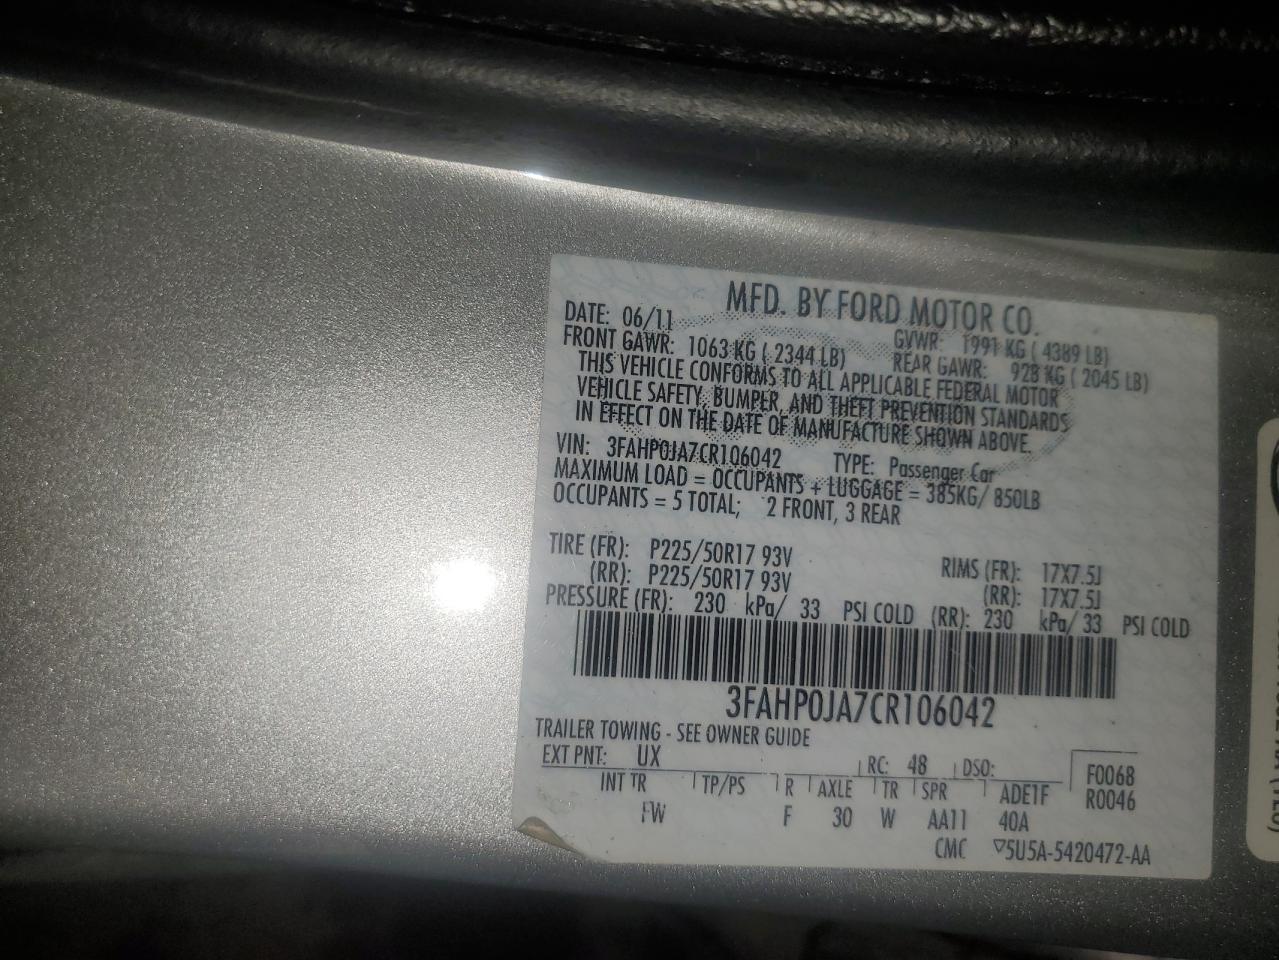 MFD. BY FORD MOTOR CO.
DATE: 06/11 GVWR: 1991 KG ( 4389 LB)
FRONT GAWR: 1063 KG ( 2344 LB) REAR GAWR: 928 KG ( 2045 LB)
THIS VEHICLE CONFORMS TO ALL APPLICABLE FEDERAL MOTOR
VEHICLE SAFETY, BUMPER, AND THEFT PREVENTION STANDARDS
IN EFFECT ON THE DATE OF MANUFACTURE SHOWN ABOVE.
VIN: 3FAHP0JA7CR106042 TYPE: Passenger Car
MAXIMUM LOAD = OCCUPANTS + LUGGAGE = 385KG/ 850LB
OCCUPANTS = 5 TOTAL; 2 FRONT, 3 REAR
TIRE (FR): P225/50R17 93V RIMS (FR): 17X7.5J
(RR): P225/50R17 93V (RR): 17X7.5J
PRESSURE (FR): 230 kPa/ 33 PSI COLD (RR): 230 kPa/ 33 PSI COLD
3FAHP0JA7CR106042
TRAILER TOWING - SEE OWNER GUIDE
EXT PNT: UX RC: 48 DSO: F0068
INT TR TP/PS R AXLE TR SPR ADE1F R0046
FW F 30 W AA11 40A
CMC ▽5U5A-5420472-AA